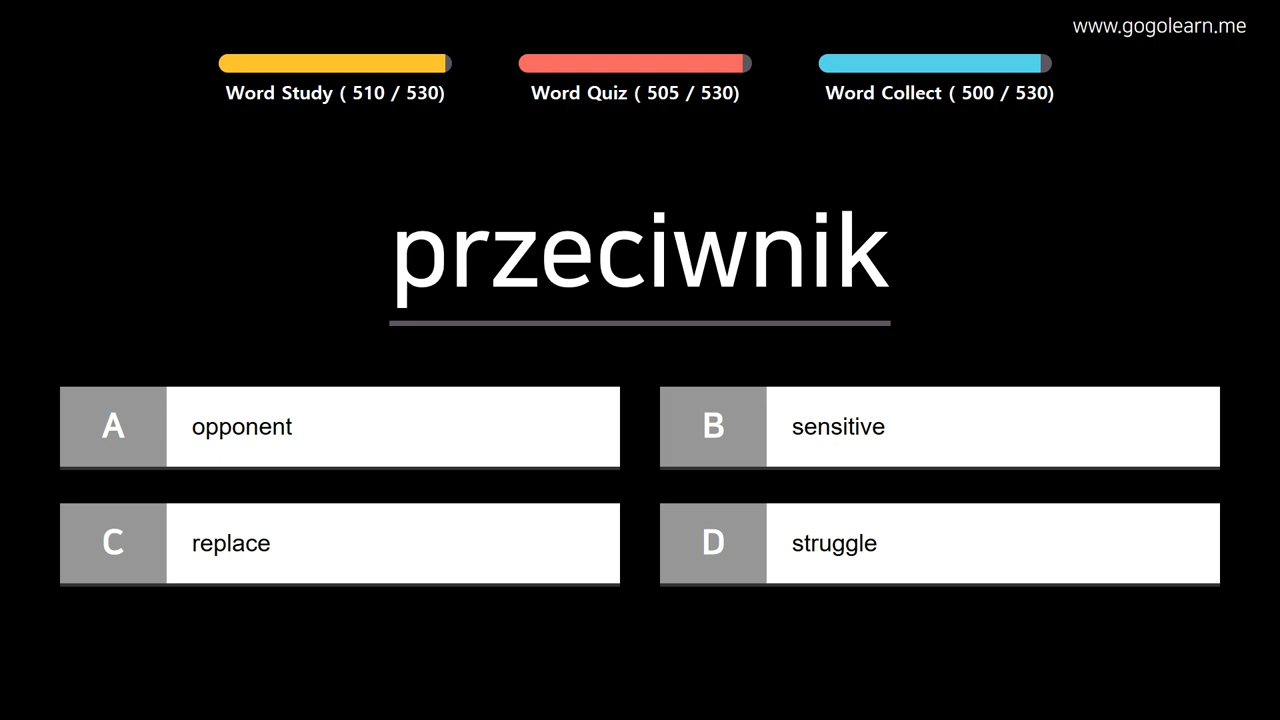 www.gogolearn.me
Word Study ( 510 / 530)
Word Quiz ( 505 / 530)
Word Collect ( 500 / 530)
przeciwnik
A opponent
B sensitive
C replace
D struggle